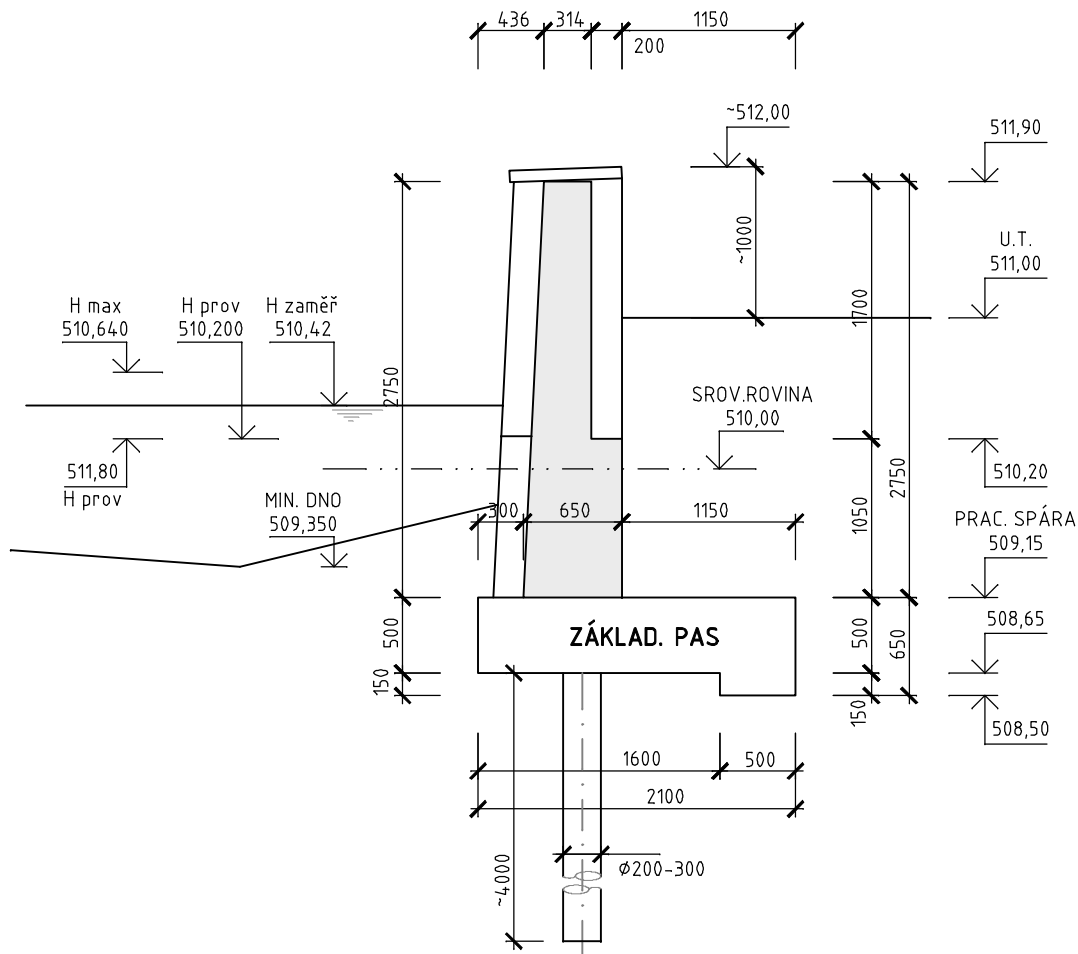 436 314 1150
200
~512,00
511,90
~1000
U.T.
511,00
1700
H max
510,640
H prov
510,200
H zaměř
510,42
2750
SROV.ROVINA
510,00
511,80
H prov
510,20
2750
MIN. DNO
509,350
300 650 1150
1050
PRAC. SPÁRA
509,15
ZÁKLAD. PAS
500
150
500
650
150
508,65
508,50
1600 500
2100
~4000
Ø200-300